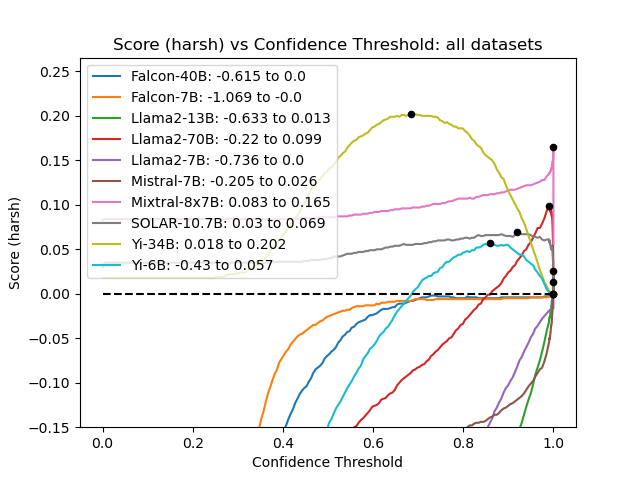 Score (harsh) vs Confidence Threshold: all datasets
Score (harsh)
0.25
0.20
0.15
0.10
0.05
0.00
−0.05
−0.10
−0.15
Falcon-40B: -0.615 to 0.0
Falcon-7B: -1.069 to -0.0
Llama2-13B: -0.633 to 0.013
Llama2-70B: -0.22 to 0.099
Llama2-7B: -0.736 to 0.0
Mistral-7B: -0.205 to 0.026
Mixtral-8x7B: 0.083 to 0.165
SOLAR-10.7B: 0.03 to 0.069
Yi-34B: 0.018 to 0.202
Yi-6B: -0.43 to 0.057
0.0 0.2 0.4 0.6 0.8 1.0
Confidence Threshold